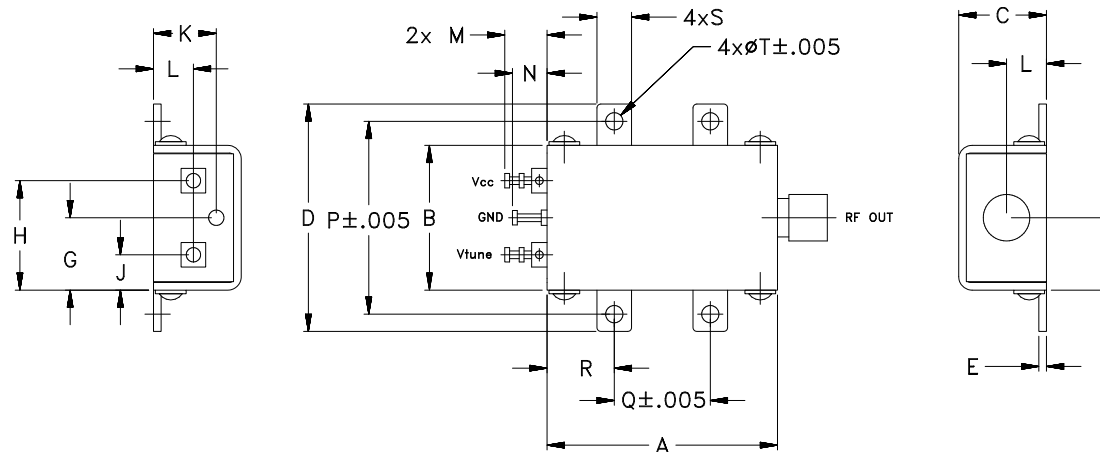 K
L
H
G
J
2x M
N
4xS
4xøT±.005
D
P±.005
B
Vcc
GND
Vtune
RF OUT
R
Q±.005
A
C
L
E